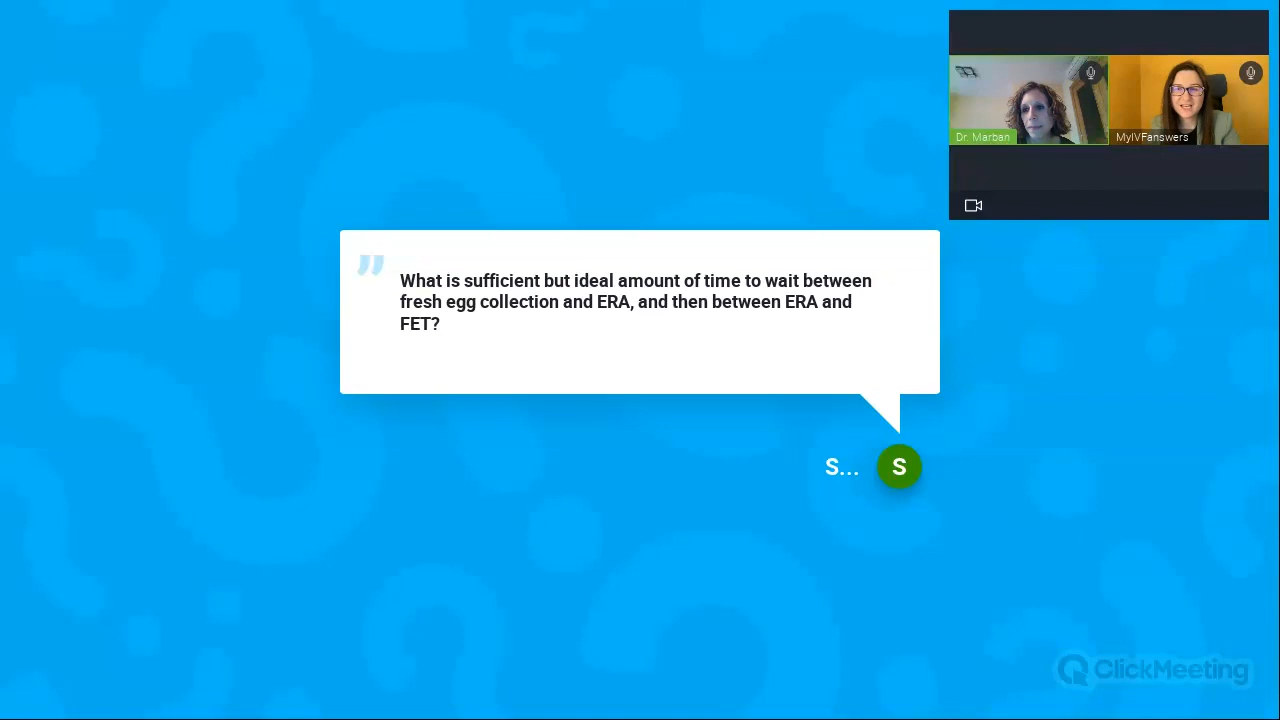 Dr. Marban
MyIVFanswers
What is sufficient but ideal amount of time to wait between
fresh egg collection and ERA, and then between ERA and
FET?
S... S
ClickMeeting